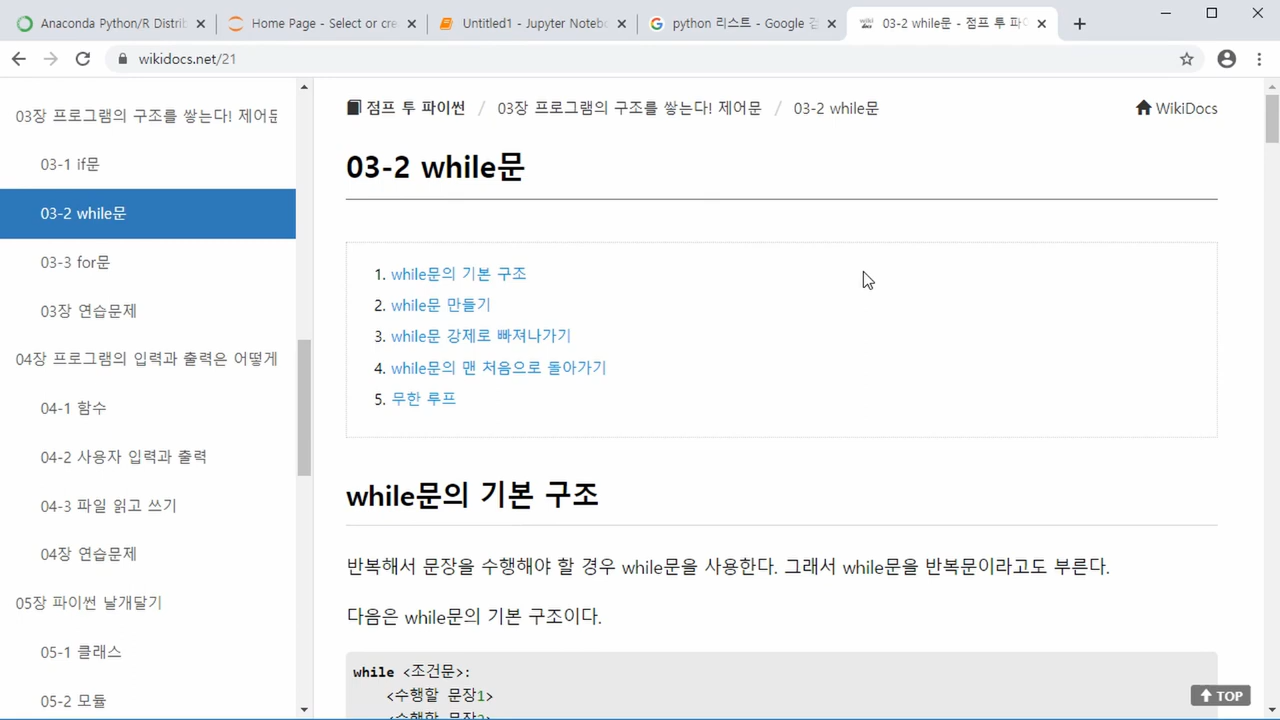 Anaconda Python/R Distrib
Home Page - Select or cre
Untitled1 - Jupyter Noteb
python 리스트 - Google 검
03-2 while문 - 점프 투 파이
wikidocs.net/21
03장 프로그램의 구조를 쌓는다! 제어문
03-1 if문
03-2 while문
03-3 for문
03장 연습문제
04장 프로그램의 입력과 출력은 어떻게
04-1 함수
04-2 사용자 입력과 출력
04-3 파일 읽고 쓰기
04장 연습문제
05장 파이썬 날개달기
05-1 클래스
05-2 모듈
점프 투 파이썬 / 03장 프로그램의 구조를 쌓는다! 제어문 / 03-2 while문
WikiDocs
03-2 while문
1. while문의 기본 구조
2. while문 만들기
3. while문 강제로 빠져나가기
4. while문의 맨 처음으로 돌아가기
5. 무한 루프
while문의 기본 구조
반복해서 문장을 수행해야 할 경우 while문을 사용한다. 그래서 while문을 반복문이라고도 부른다.
다음은 while문의 기본 구조이다.
while <조건문>:
<수행할 문장1>
<수행할 문장2>
TOP